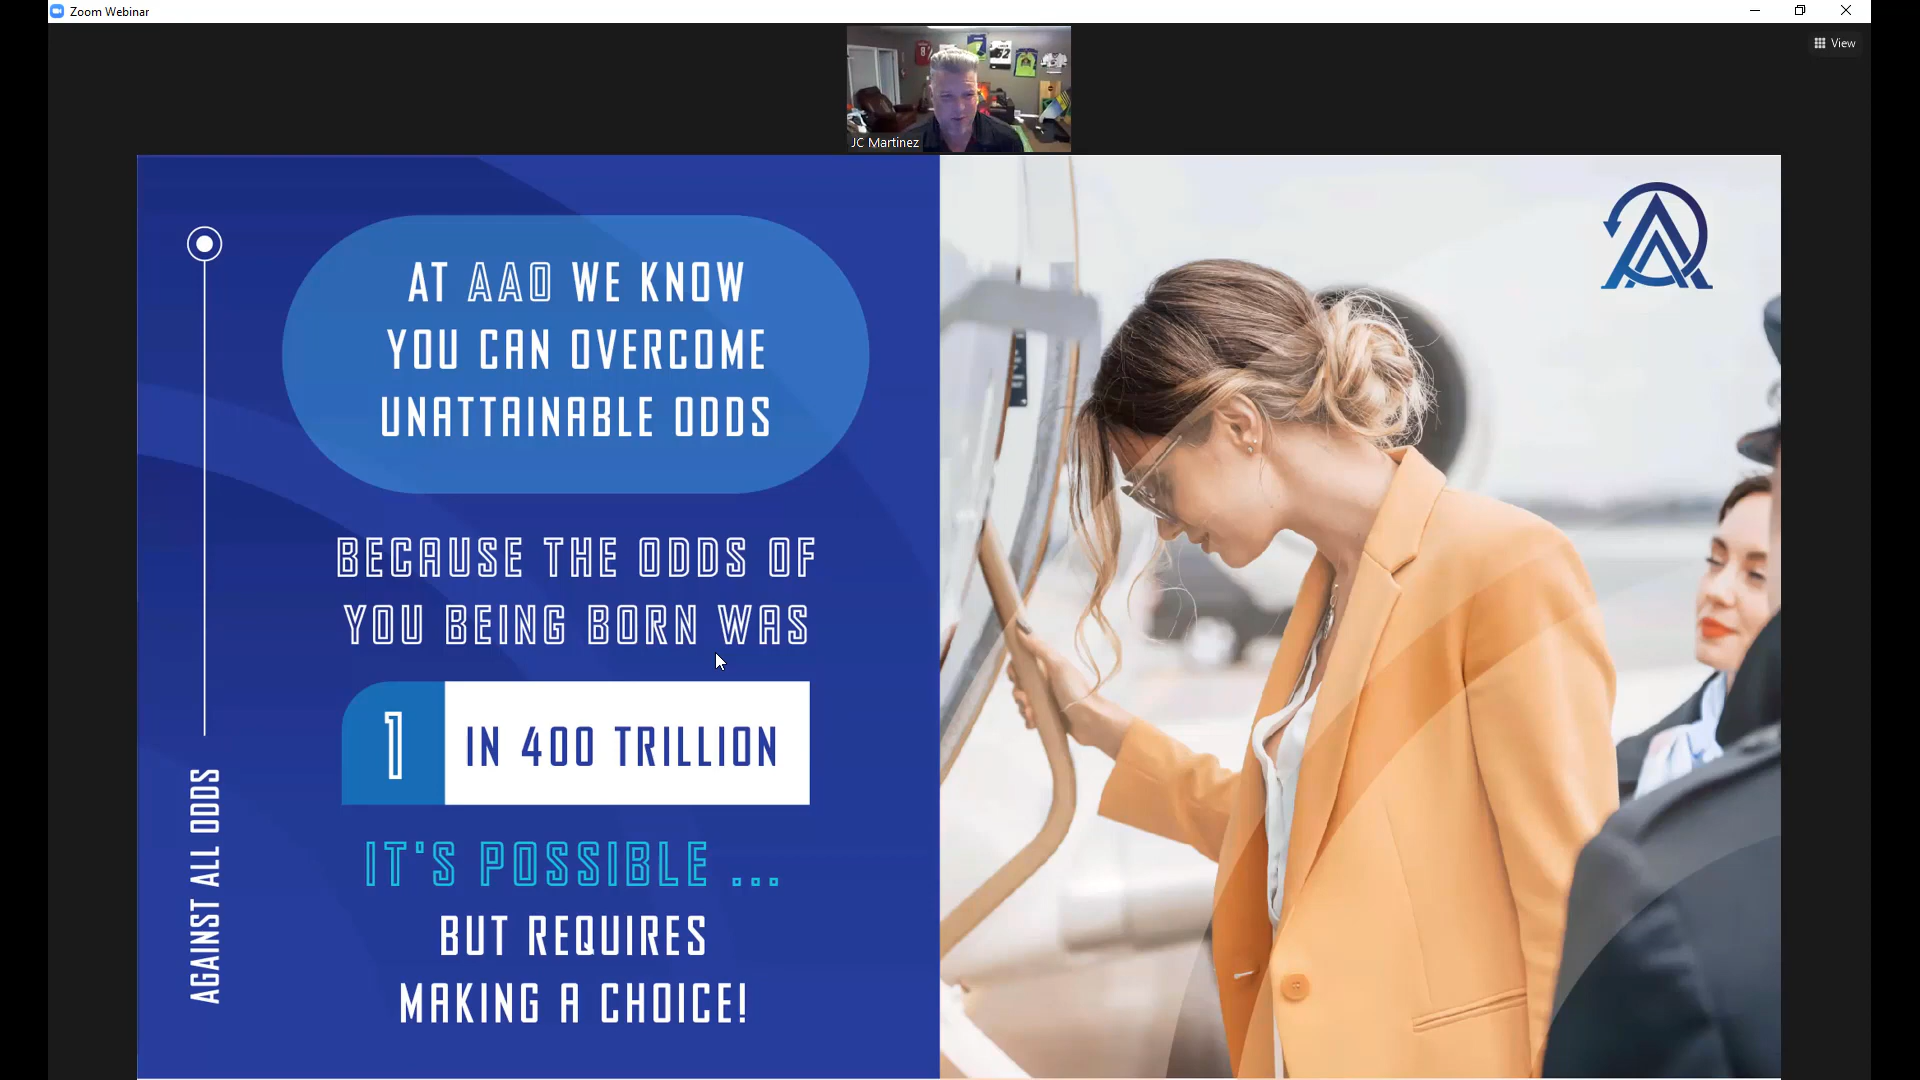 Zoom Webinar
View
JC Martinez
AT AAO WE KNOW
YOU CAN OVERCOME
UNATTAINABLE ODDS
BECAUSE THE ODDS OF
YOU BEING BORN WAS
1 IN 400 TRILLION
IT'S POSSIBLE ...
BUT REQUIRES
MAKING A CHOICE!
AGAINST ALL ODDS